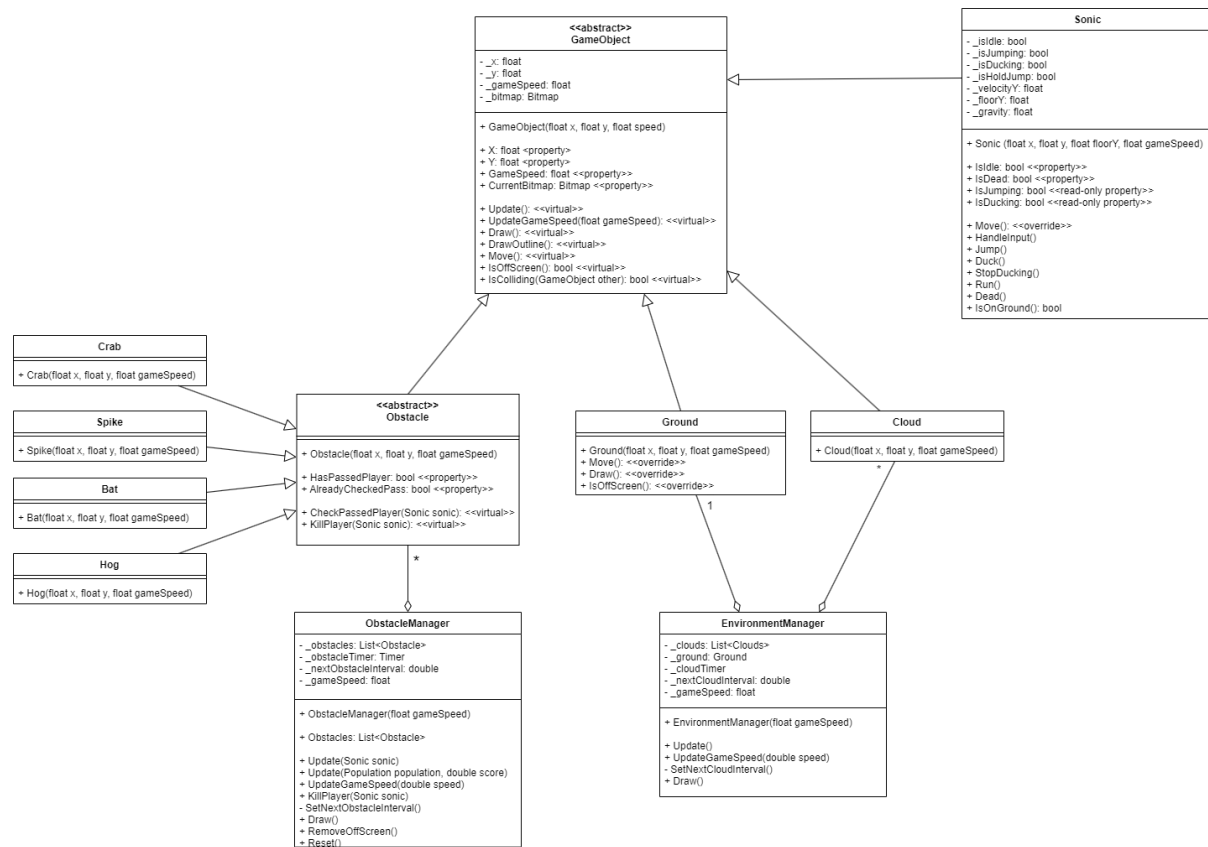 <<abstract>>
GameObject
- _x: float
- _y: float
- _gameSpeed: float
- _bitmap: Bitmap
+ GameObject(float x, float y, float speed)
+ X: float <property)
+ Y: float <property)
+ GameSpeed: float <<property>>
+ CurrentBitmap: Bitmap <<property>>
+ Update(): <<virtual>>
+ UpdateGameSpeed(float gameSpeed): <<virtual>>
+ Draw(): <<virtual>>
+ DrawOutline(): <<virtual>>
+ Move(): <<virtual>>
+ IsOffScreen(): bool <<virtual>>
+ IsColliding(GameObject other): bool <<virtual>>
Sonic
- _isIdle: bool
- _isJumping: bool
- _isDucking: bool
- _isHoldJump: bool
- _velocityY: float
- _floorY: float
- _gravity: float
+ Sonic (float x, float y, float floorY, float gameSpeed)
+ IsIdle: bool <<property>>
+ IsDead: bool <<property>>
+ IsJumping: bool <<read-only property>>
+ IsDucking: bool <<read-only property>>
+ Move(): <<override>>
+ HandleInput()
+ Jump()
+ Duck()
+ StopDucking()
+ Run()
+ Dead()
+ IsOnGround(): bool
Crab
+ Crab(float x, float y, float gameSpeed)
Spike
+ Spike(float x, float y, float gameSpeed)
Bat
+ Bat(float x, float y, float gameSpeed)
Hog
+ Hog(float x, float y, float gameSpeed)
<<abstract>>
Obstacle
+ Obstacle(float x, float y, float gameSpeed)
+ HasPassedPlayer: bool <<property>>
+ AlreadyCheckedPass: bool <<property>>
+ CheckPassedPlayer(Sonic sonic): <<virtual>>
+ KillPlayer(Sonic sonic): <<virtual>>
*
Ground
+ Ground(float x, float y, float gameSpeed)
+ Move(): <<override>>
+ Draw(): <<override>>
+ IsOffScreen(): <<override>>
1
Cloud
+ Cloud(float x, float y, float gameSpeed)
*
ObstacleManager
- _obstacles: List<Obstacle>
- _obstacleTimer: Timer
- _nextObstacleInterval: double
- _gameSpeed: float
+ ObstacleManager(float gameSpeed)
+ Obstacles: List<Obstacle>
+ Update(Sonic sonic)
+ Update(Population population, double score)
+ UpdateGameSpeed(double speed)
+ KillPlayer(Sonic sonic)
- SetNextObstacleInterval()
+ Draw()
+ RemoveOffScreen()
+ Reset()
EnvironmentManager
- _clouds: List<Clouds>
- _ground: Ground
- _cloudTimer
- _nextCloudInterval: double
- _gameSpeed: float
+ EnvironmentManager(float gameSpeed)
+ Update()
+ UpdateGameSpeed(double speed)
- SetNextCloudInterval()
+ Draw()